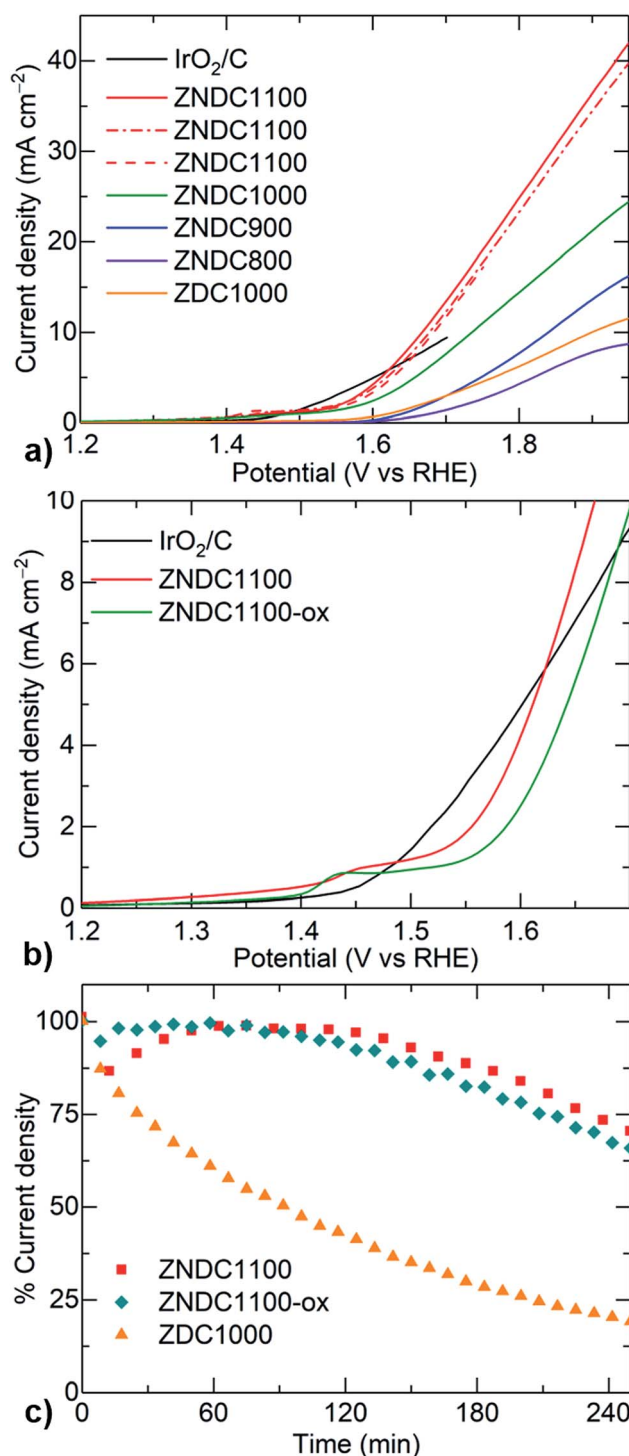 40
30
20
10
0
Current density (mA cm⁻²)
IrO₂/C
ZNDC1100
ZNDC1100
ZNDC1100
ZNDC1000
ZNDC900
ZNDC800
ZDC1000
1.2
1.4
1.6
1.8
a)
Potential (V vs RHE)
10
8
6
4
2
0
Current density (mA cm⁻²)
IrO₂/C
ZNDC1100
ZNDC1100-ox
1.2
1.3
1.4
1.5
1.6
b)
Potential (V vs RHE)
100
75
50
25
0
% Current density
ZNDC1100
ZNDC1100-ox
ZDC1000
0
60
120
180
240
c)
Time (min)